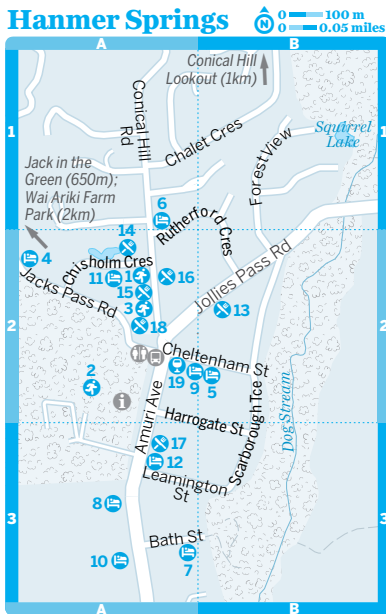 Hanmer Springs
N
0 100 m
0 0.05 miles
A B
Conical Hill
Lookout (1km)
Conical Hill
Rd
1 1
Chalet Cres
Forest View
Squirrel
Lake
Jack in the
Green (650m);
Wai Ariki Farm
Park (2km)
6
Rutherford Cres
14
4
Chisholm Cres
11
1
16
Jollies Pass Rd
Jacks Pass Rd
15
3
13
18
2 2
Cheltenham St
19
9
5
2
i
Amuri Ave
Harrogate St
Scarborough Tce
Dog Stream
17
12
Leamington
St
8
3 3
Bath St
10
7
A B